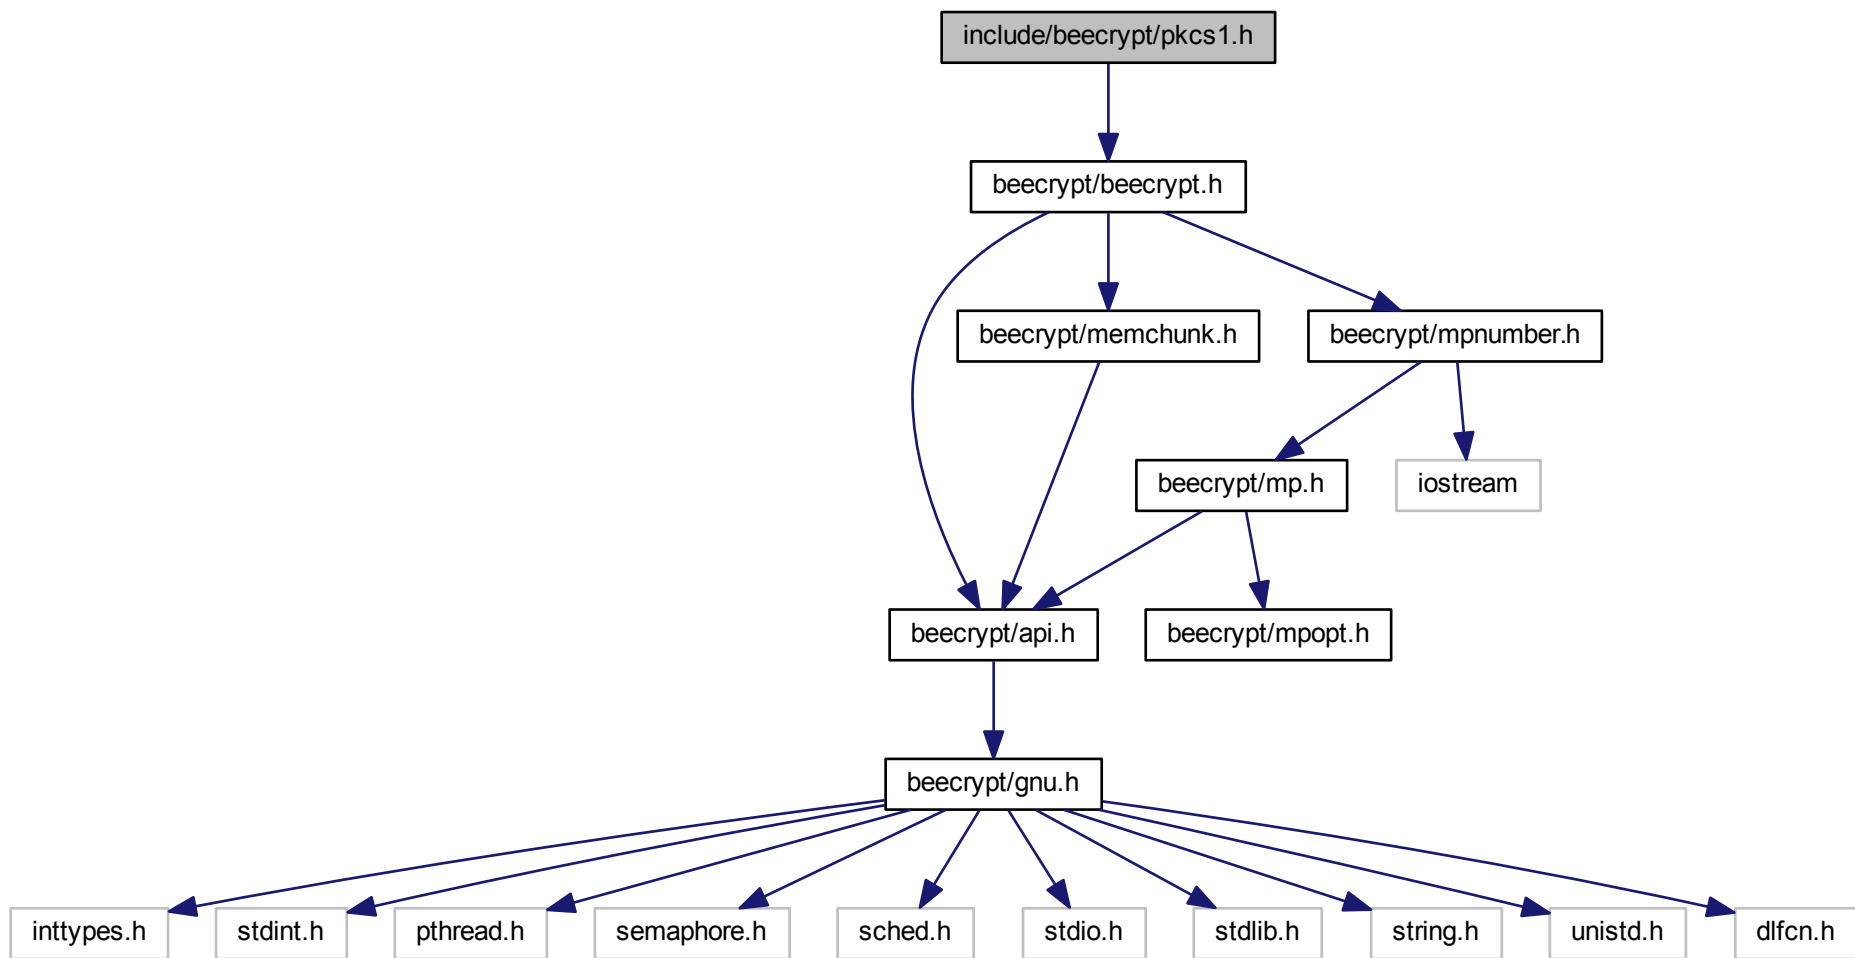 include/beecrypt/pkcs1.h
beecrypt/beecrypt.h
beecrypt/memchunk.h
beecrypt/mpnumber.h
beecrypt/mp.h
iostream
beecrypt/api.h
beecrypt/mpopt.h
beecrypt/gnu.h
inttypes.h
stdint.h
pthread.h
semaphore.h
sched.h
stdio.h
stdlib.h
string.h
unistd.h
dlfcn.h